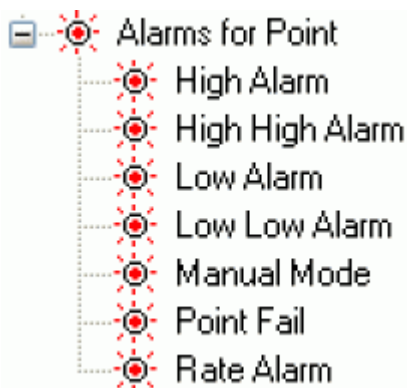 Alarms for Point
High Alarm
High High Alarm
Low Alarm
Low Low Alarm
Manual Mode
Point Fail
Rate Alarm